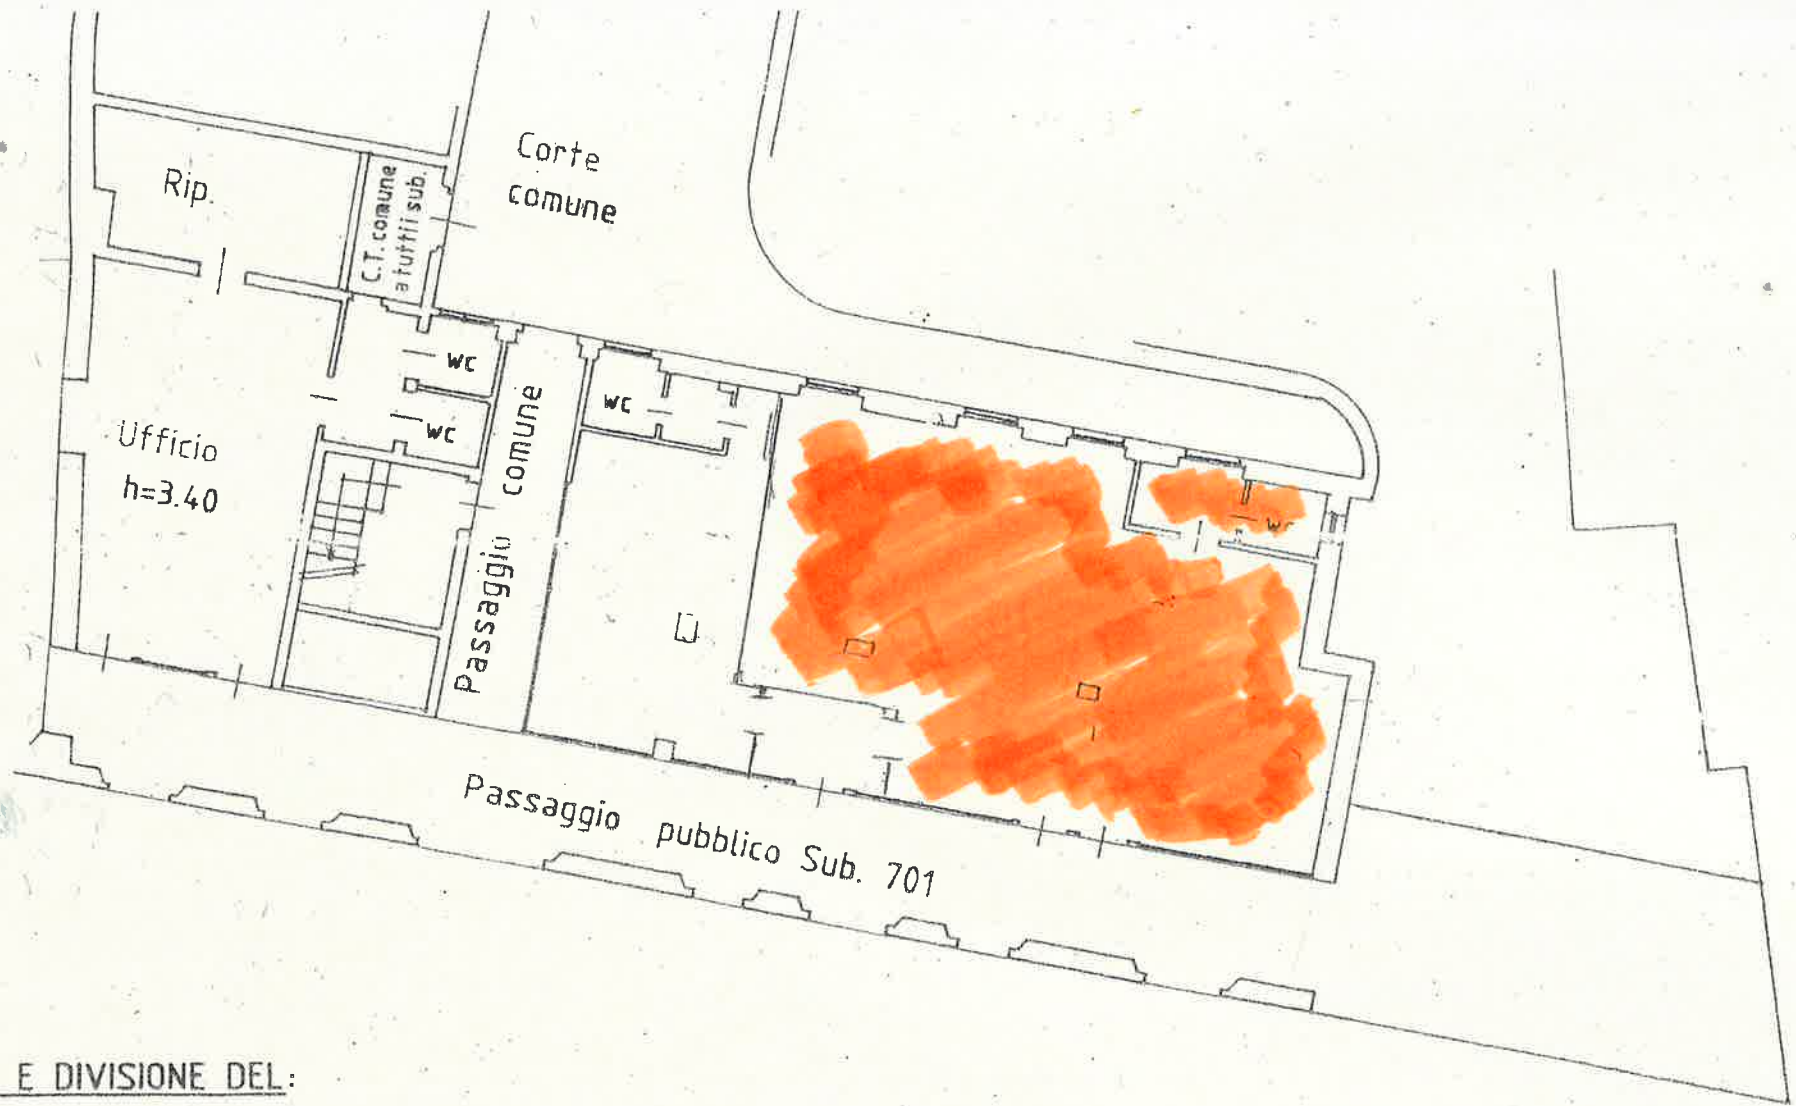 Corte
comune
Rip.
C.T. comune
a tutti i sub.
wc
wc
wc
Passaggio comune
Ufficio
h=3.40
wc
Passaggio pubblico Sub. 701
E DIVISIONE DEL: